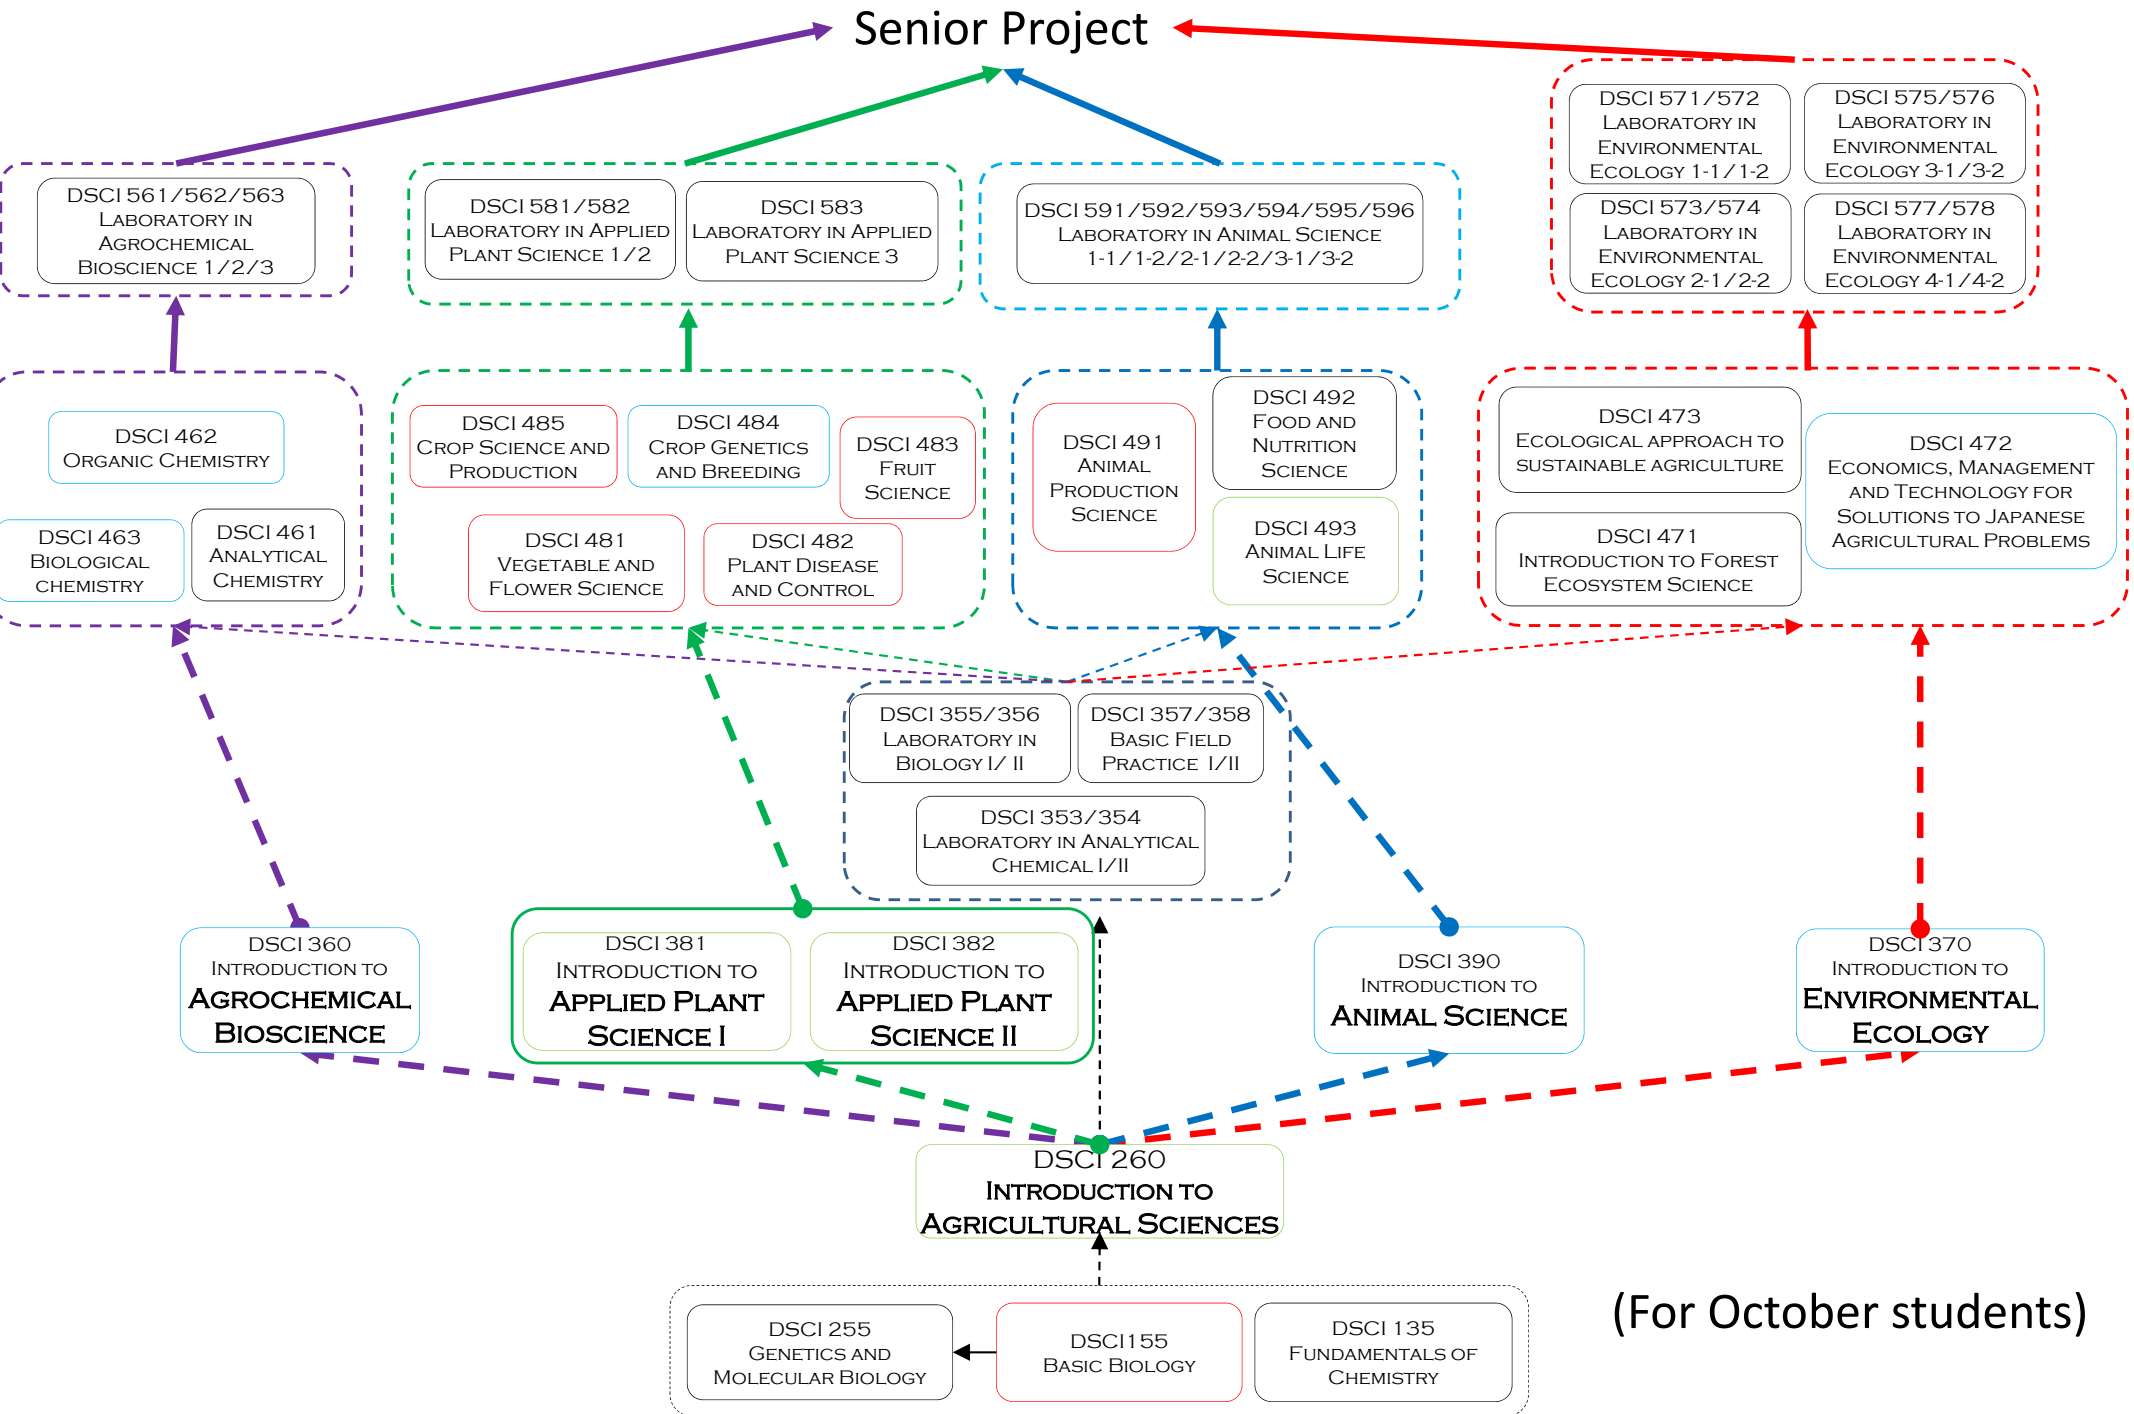 Senior Project
DSCI 561/562/563
Laboratory in
Agrochemical
Bioscience 1/2/3
DSCI 581/582
Laboratory in Applied
Plant Science 1/2
DSCI 583
Laboratory in Applied
Plant Science 3
DSCI 591/592/593/594/595/596
Laboratory in Animal Science
1-1/1-2/2-1/2-2/3-1/3-2
DSCI 571/572
Laboratory in
Environmental
Ecology 1-1/1-2
DSCI 575/576
Laboratory in
Environmental
Ecology 3-1/3-2
DSCI 573/574
Laboratory in
Environmental
Ecology 2-1/2-2
DSCI 577/578
Laboratory in
Environmental
Ecology 4-1/4-2
DSCI 462
Organic Chemistry
DSCI 463
Biological
chemistry
DSCI 461
Analytical
Chemistry
DSCI 485
Crop Science and
Production
DSCI 484
Crop Genetics
and Breeding
DSCI 483
Fruit
Science
DSCI 481
Vegetable and
Flower Science
DSCI 482
Plant Disease
and Control
DSCI 491
Animal
Production
Science
DSCI 492
Food and
Nutrition
Science
DSCI 493
Animal Life
Science
DSCI 473
Ecological approach to
sustainable agriculture
DSCI 472
Economics, Management
and Technology for
Solutions to Japanese
Agricultural Problems
DSCI 471
Introduction to Forest
Ecosystem Science
DSCI 355/356
Laboratory in
Biology I/ II
DSCI 357/358
Basic Field
Practice I/II
DSCI 353/354
Laboratory in Analytical
Chemical I/II
DSCI 360
Introduction to
Agrochemical
Bioscience
DSCI 381
Introduction to
Applied Plant
Science I
DSCI 382
Introduction to
Applied Plant
Science II
DSCI 390
Introduction to
Animal Science
DSCI 370
Introduction to
Environmental
Ecology
DSCI 260
Introduction to
Agricultural Sciences
DSCI 255
Genetics and
Molecular Biology
DSCI155
Basic Biology
DSCI 135
Fundamentals of
Chemistry
(For October students)